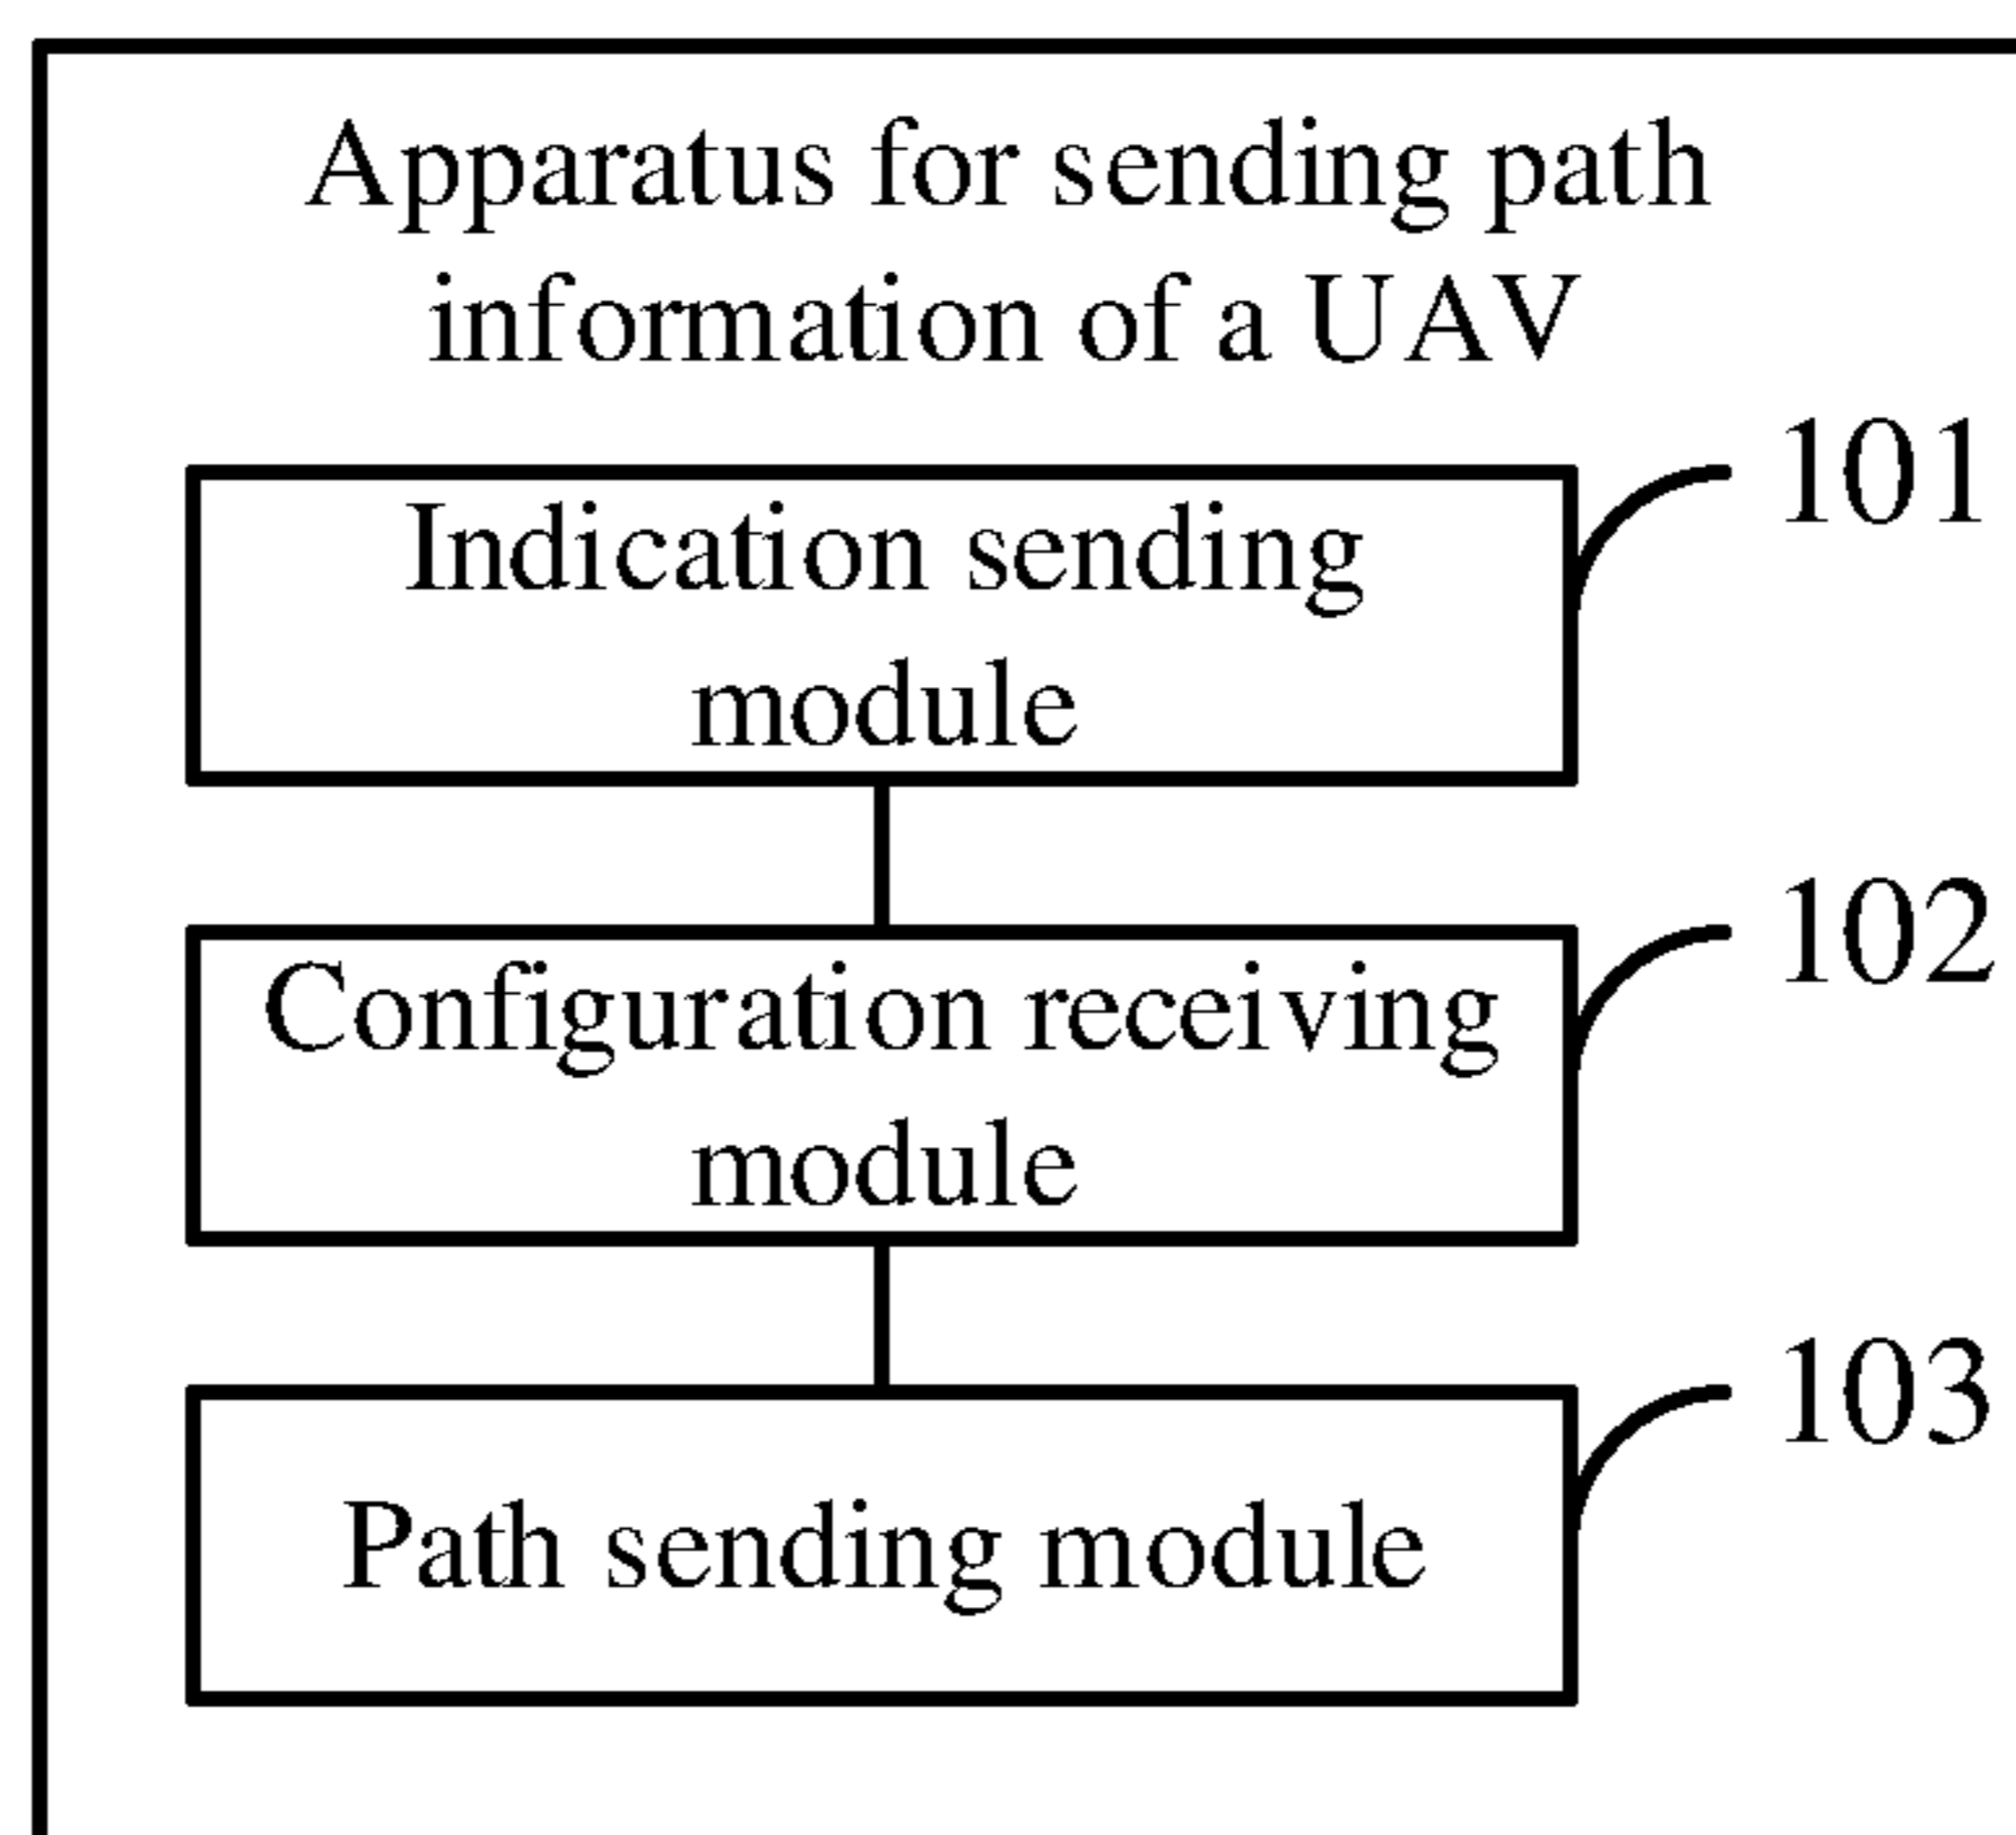 Apparatus for sending path
information of a UAV
101
Indication sending
module
102
Configuration receiving
module
103
Path sending module